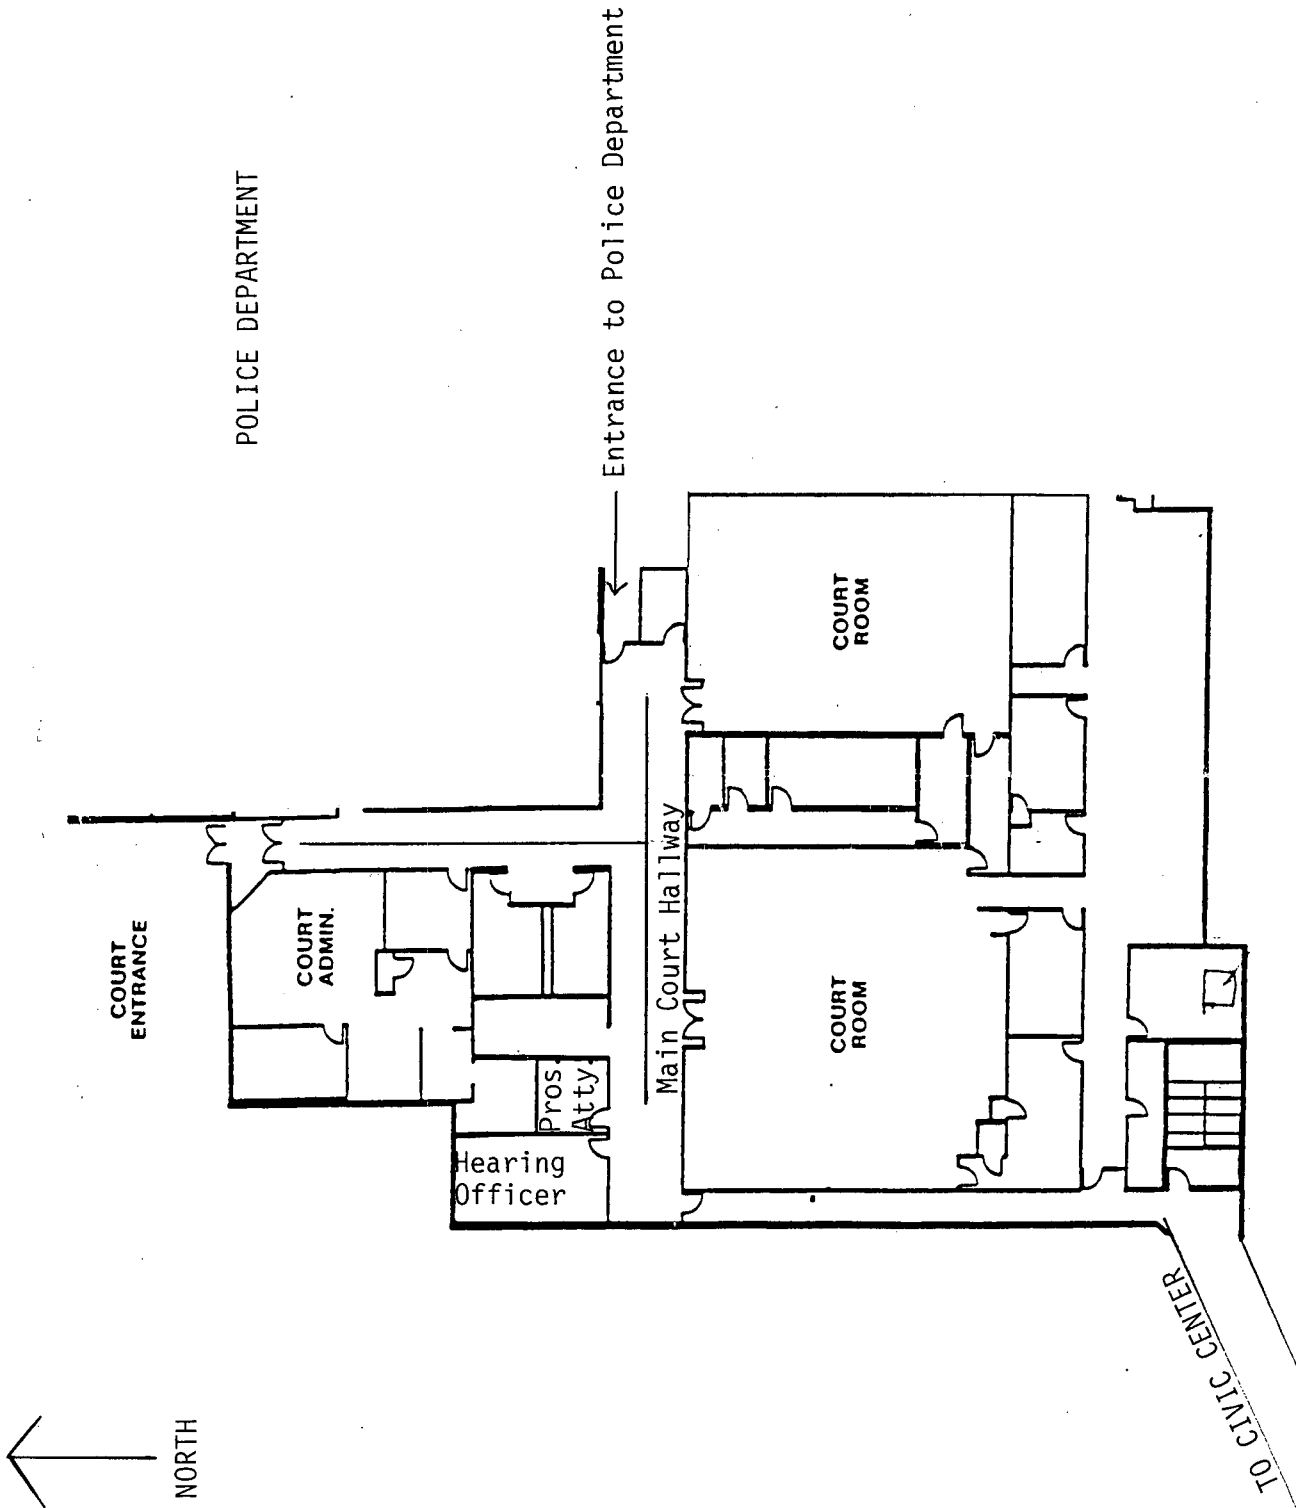 POLICE DEPARTMENT
Entrance to Police Department
COURT
ENTRANCE
COURT
ADMIN.
COURT
ROOM
Main Court Hallway
COURT
ROOM
Pros
Atty
Hearing
Officer
TO CIVIC CENTER
NORTH